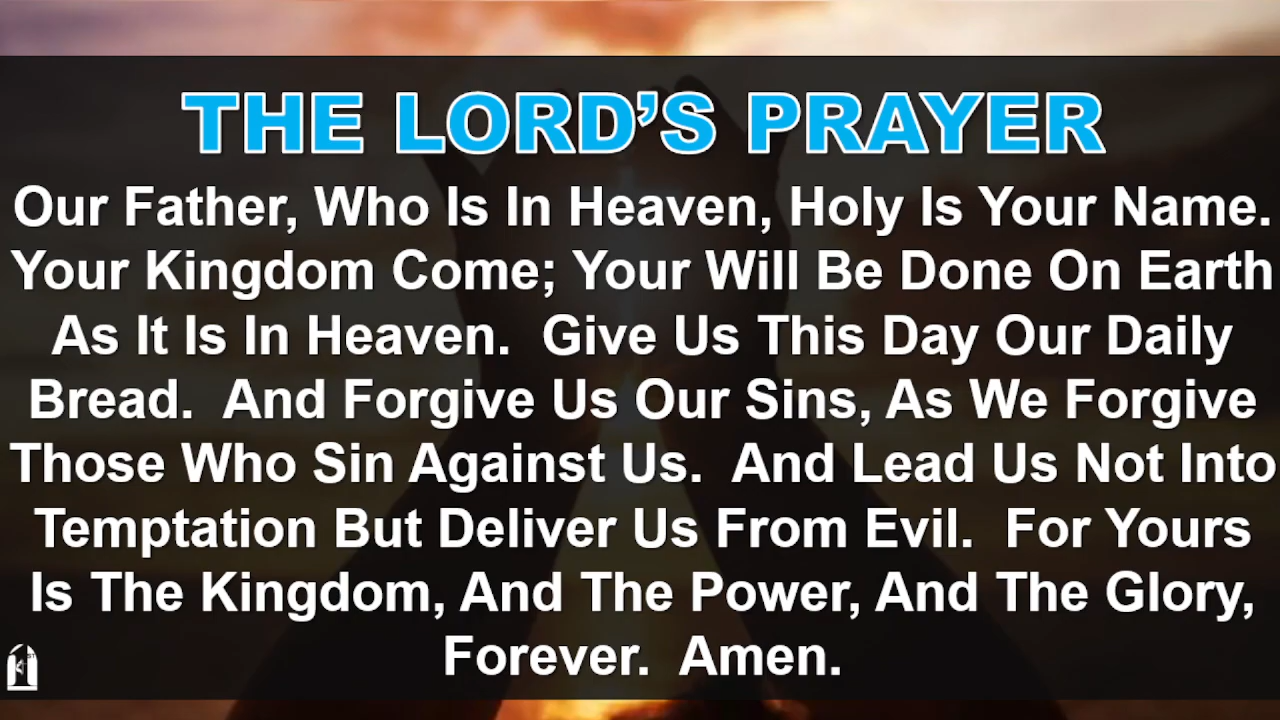 THE LORD’S PRAYER
Our Father, Who Is In Heaven, Holy Is Your Name.
Your Kingdom Come; Your Will Be Done On Earth
As It Is In Heaven.  Give Us This Day Our Daily
Bread.  And Forgive Us Our Sins, As We Forgive
Those Who Sin Against Us.  And Lead Us Not Into
Temptation But Deliver Us From Evil.  For Yours
Is The Kingdom, And The Power, And The Glory,
Forever.  Amen.